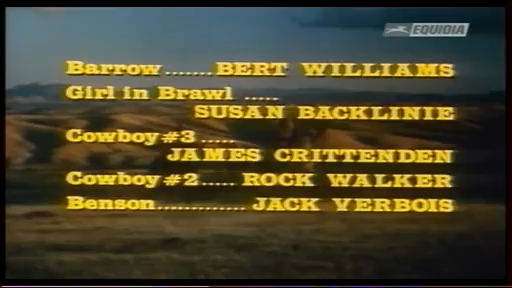 EQUIDIA
Barrow......BERT WILLIAMS
Girl in Brawl .....
SUSAN BACKLINIE
Cowboy #3 .....
JAMES CRITTENDEN
Cowboy #2..... ROCK WALKER
Benson............. JACK VERBOIS